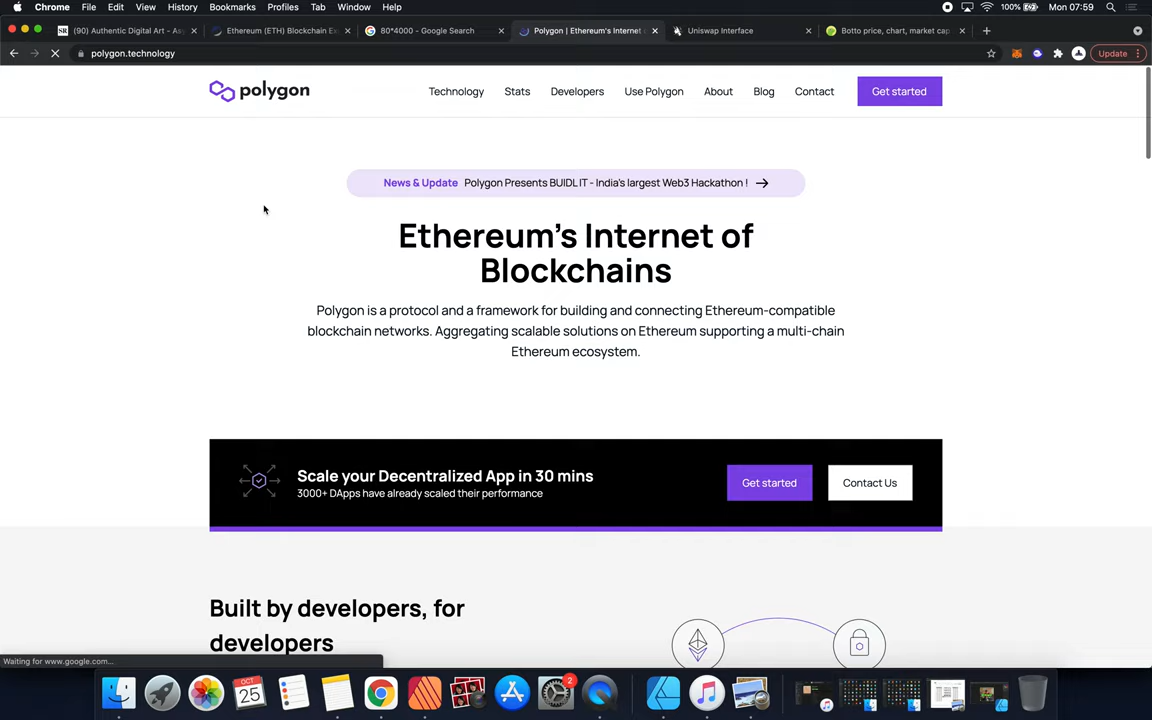 Chrome File Edit View History Bookmarks Profiles Tab Window Help 100% Mon 07:59
(90) Authentic Digital Art - As Ethereum (ETH) Blockchain Ex 80*4000 - Google Search Polygon | Ethereum's Internet Uniswap Interface Botto price, chart, market cap
polygon.technology Update
polygon Technology Stats Developers Use Polygon About Blog Contact Get started
News & Update Polygon Presents BUIDL IT - India's largest Web3 Hackathon !
Ethereum's Internet of
Blockchains
Polygon is a protocol and a framework for building and connecting Ethereum-compatible
blockchain networks. Aggregating scalable solutions on Ethereum supporting a multi-chain
Ethereum ecosystem.
Scale your Decentralized App in 30 mins
3000+ DApps have already scaled their performance
Get started Contact Us
Built by developers, for
developers
Waiting for www.google.com...
OCT
25
2